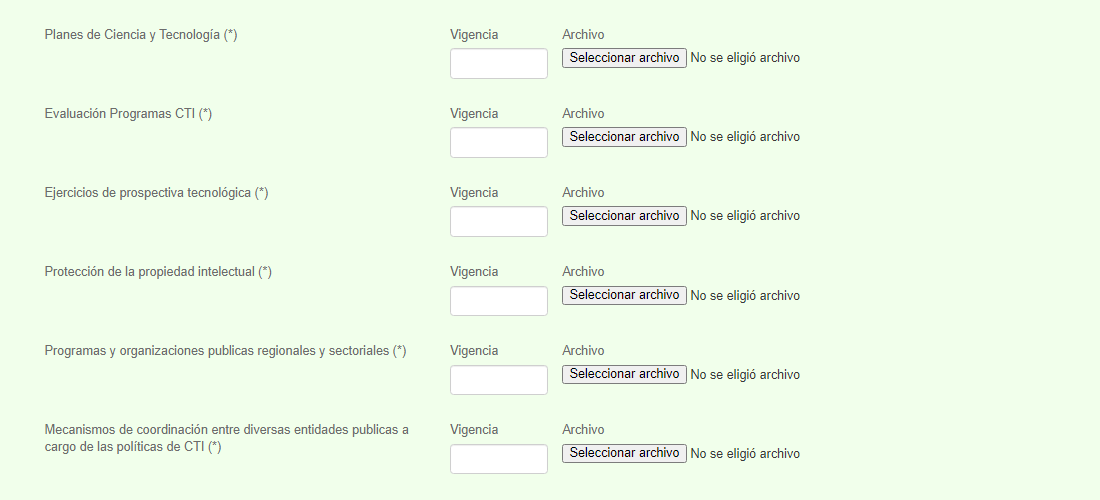 Planes de Ciencia y Tecnología (*) Vigencia Archivo
Seleccionar archivo No se eligió archivo
Evaluación Programas CTI (*) Vigencia Archivo
Seleccionar archivo No se eligió archivo
Ejercicios de prospectiva tecnológica (*) Vigencia Archivo
Seleccionar archivo No se eligió archivo
Protección de la propiedad intelectual (*) Vigencia Archivo
Seleccionar archivo No se eligió archivo
Programas y organizaciones publicas regionales y sectoriales (*) Vigencia Archivo
Seleccionar archivo No se eligió archivo
Mecanismos de coordinación entre diversas entidades publicas a Vigencia Archivo
cargo de las políticas de CTI (*) Seleccionar archivo No se eligió archivo